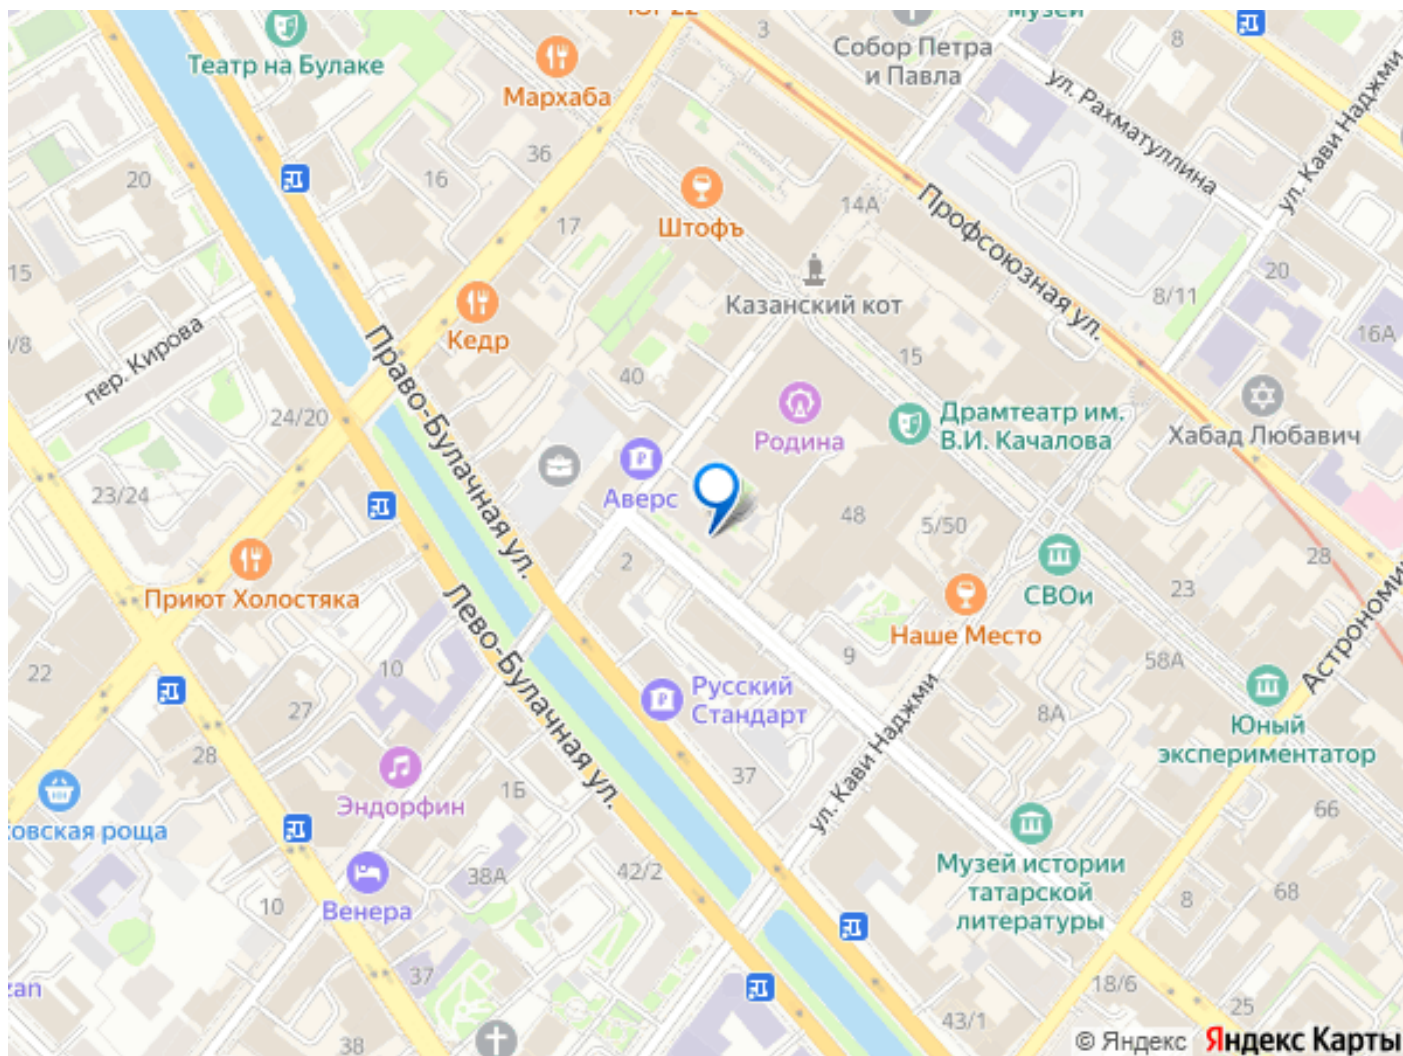 музей
3
8
Собор Петра
и Павла
Театр на Булаке
Мархаба
ул. Рахматуллина
ул. Кави Наджми
36
20
16
Штофъ
14А
17
Профсоюзная ул.
15
20
8/11
Казанский кот
16А
Кедр
пер. Кирова
Право-Булачная ул.
15
40
24/20
Родина
Драмтеатр им.
В.И. Качалова
Хабад Любавич
23/24
Аверс
48
5/50
28
2
Приют Холостяка
СВОи
23
Наше Место
Лево-Булачная ул.
9
58А
22
10
Русский
Стандарт
ул. Кави Наджми
27
8А
Юный
экспериментатор
28
37
1Б
Эндорфин
66
Музей истории
татарской
литературы
38А
42/2
68
10
Венера
8
37
18/6
25
43/1
38
© Яндекс Яндекс Карты